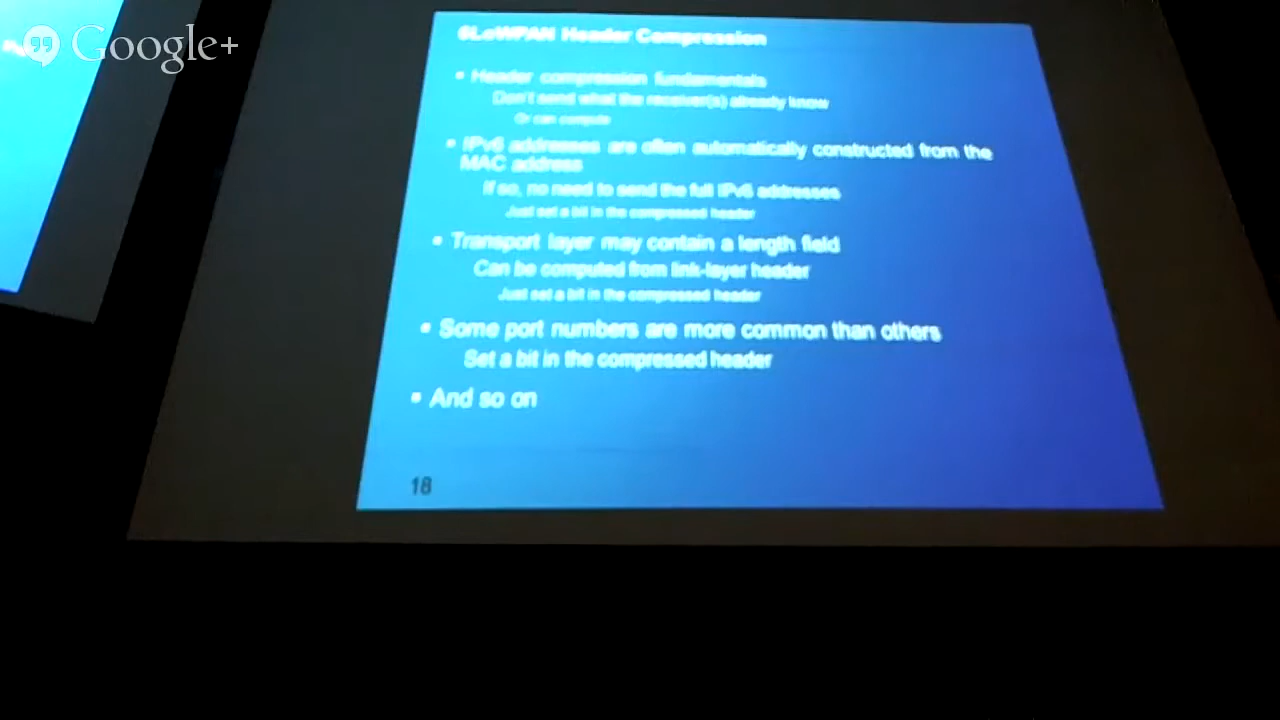 Google+
6LoWPAN Header Compression
Header compression fundamentals
Don't send what the receiver(s) already know
Or can compute
IPv6 addresses are often automatically constructed from the
MAC address
If so, no need to send the full IPv6 addresses
Just set a bit in the compressed header
Transport layer may contain a length field
Can be computed from link-layer header
Just set a bit in the compressed header
Some port numbers are more common than others
Set a bit in the compressed header
And so on
18